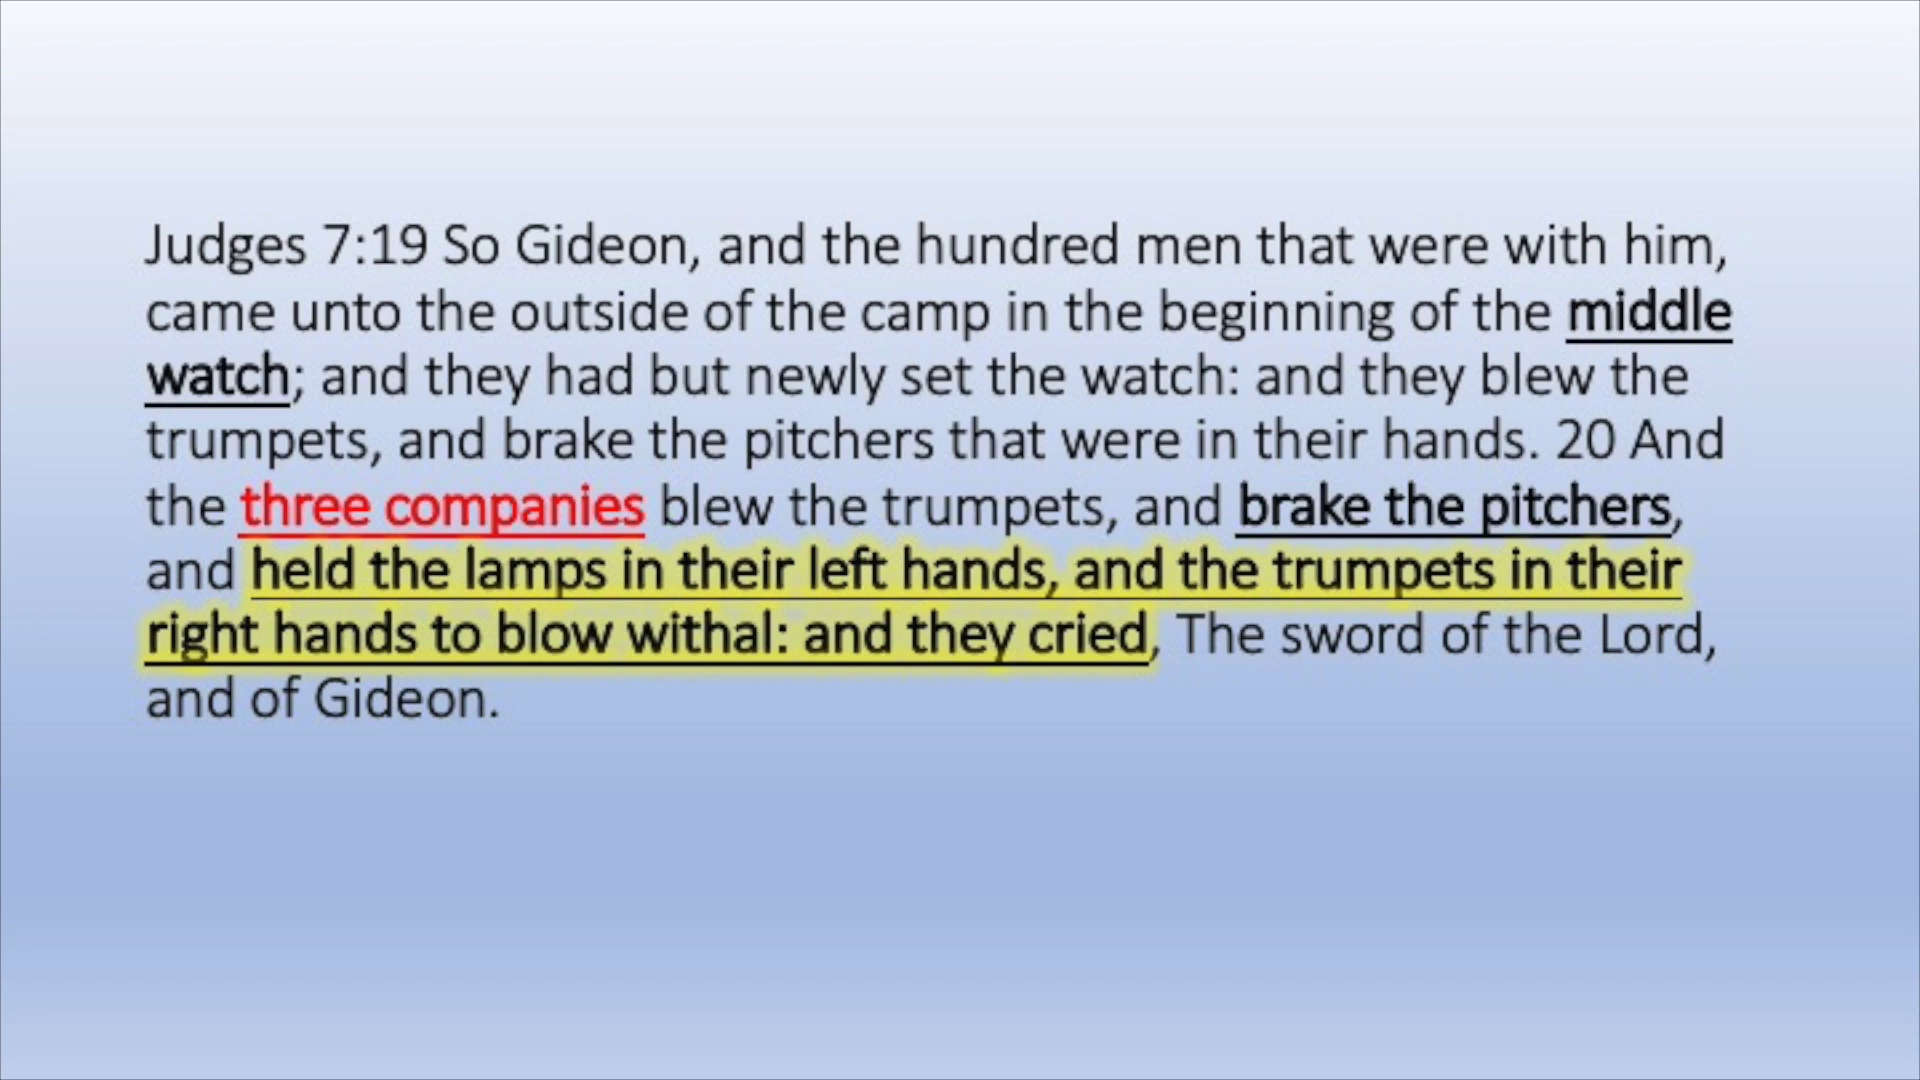 Judges 7:19 So Gideon, and the hundred men that were with him,
came unto the outside of the camp in the beginning of the middle
watch; and they had but newly set the watch: and they blew the
trumpets, and brake the pitchers that were in their hands. 20 And
the three companies blew the trumpets, and brake the pitchers,
and held the lamps in their left hands, and the trumpets in their
right hands to blow withal: and they cried, The sword of the Lord,
and of Gideon.